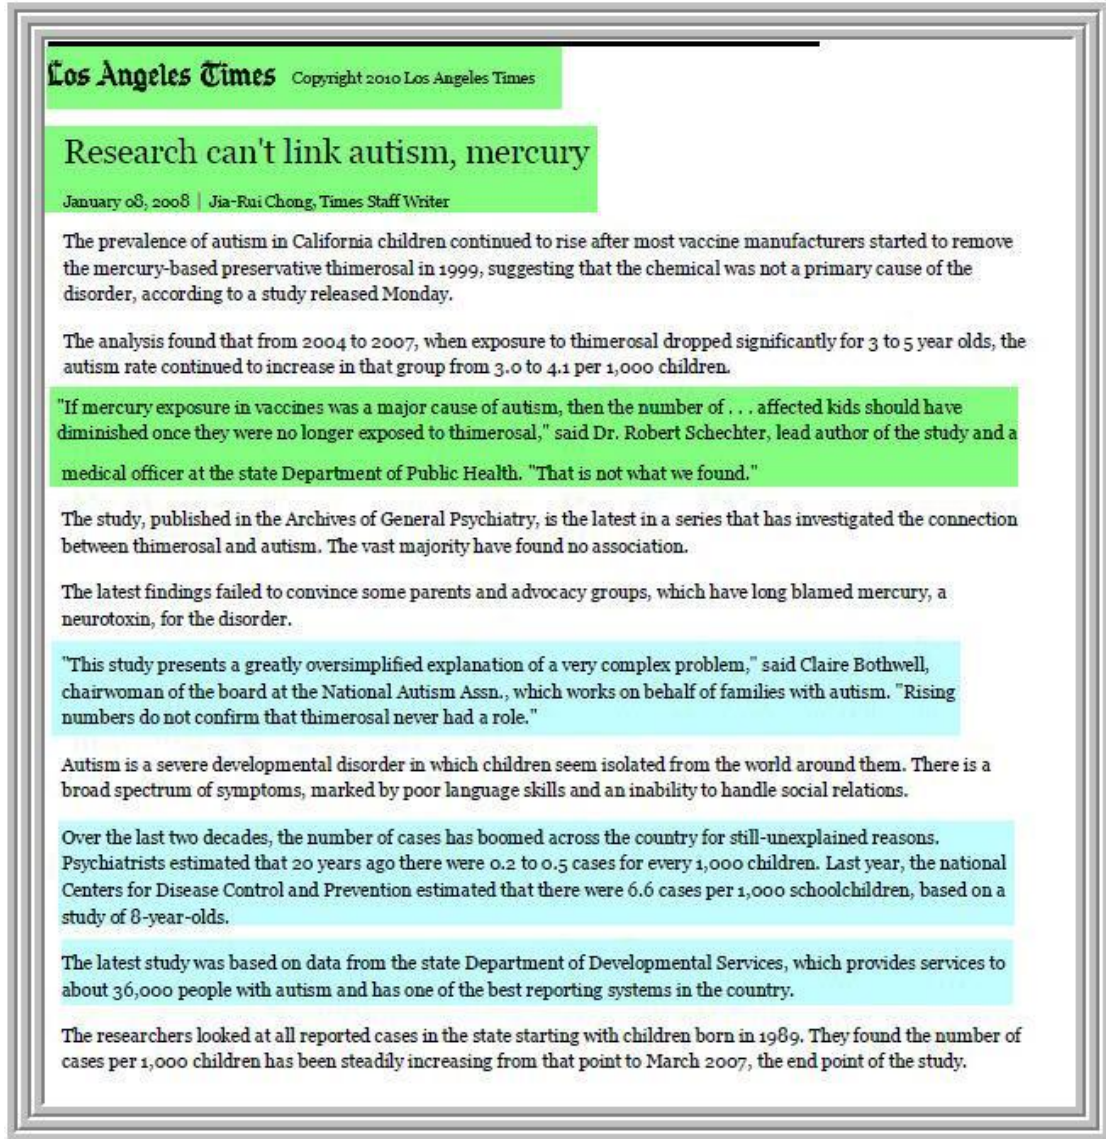 Los Angeles Times Copyright 2010 Los Angeles Times
Research can't link autism, mercury
January 08, 2008 | Jia-Rui Chong, Times Staff Writer
The prevalence of autism in California children continued to rise after most vaccine manufacturers started to remove
the mercury-based preservative thimerosal in 1999, suggesting that the chemical was not a primary cause of the
disorder, according to a study released Monday.
The analysis found that from 2004 to 2007, when exposure to thimerosal dropped significantly for 3 to 5 year olds, the
autism rate continued to increase in that group from 3.0 to 4.1 per 1,000 children.
"If mercury exposure in vaccines was a major cause of autism, then the number of . . . affected kids should have
diminished once they were no longer exposed to thimerosal," said Dr. Robert Schechter, lead author of the study and a
medical officer at the state Department of Public Health. "That is not what we found."
The study, published in the Archives of General Psychiatry, is the latest in a series that has investigated the connection
between thimerosal and autism. The vast majority have found no association.
The latest findings failed to convince some parents and advocacy groups, which have long blamed mercury, a
neurotoxin, for the disorder.
"This study presents a greatly oversimplified explanation of a very complex problem," said Claire Bothwell,
chairwoman of the board at the National Autism Assn., which works on behalf of families with autism. "Rising
numbers do not confirm that thimerosal never had a role."
Autism is a severe developmental disorder in which children seem isolated from the world around them. There is a
broad spectrum of symptoms, marked by poor language skills and an inability to handle social relations.
Over the last two decades, the number of cases has boomed across the country for still-unexplained reasons.
Psychiatrists estimated that 20 years ago there were 0.2 to 0.5 cases for every 1,000 children. Last year, the national
Centers for Disease Control and Prevention estimated that there were 6.6 cases per 1,000 schoolchildren, based on a
study of 8-year-olds.
The latest study was based on data from the state Department of Developmental Services, which provides services to
about 36,000 people with autism and has one of the best reporting systems in the country.
The researchers looked at all reported cases in the state starting with children born in 1989. They found the number of
cases per 1,000 children has been steadily increasing from that point to March 2007, the end point of the study.